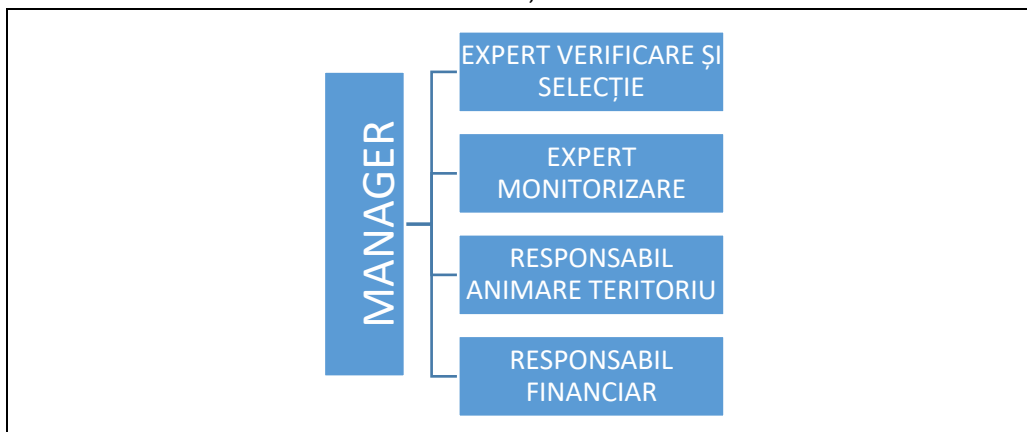 MANAGER
EXPERT VERIFICARE ȘI
SELECȚIE
EXPERT
MONITORIZARE
RESPONSABIL
ANIMARE TERITORIU
RESPONSABIL
FINANCIAR